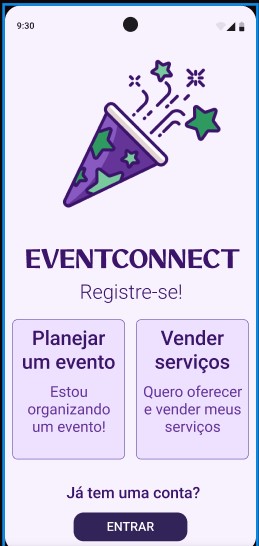 9:30
EVENTCONNECT
Registre-se!
Planejar
um evento
Estou
organizando
um evento!
Vender
serviços
Quero oferecer
e vender meus
serviços
Já tem uma conta?
ENTRAR